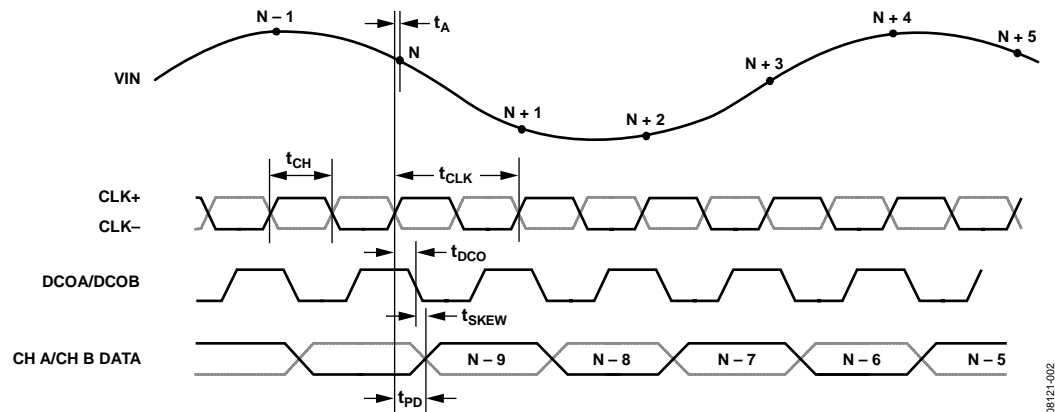 N – 1
tA
N
N + 4
N + 5
N + 3
VIN
N + 1
N + 2
tCH
tCLK
CLK+
CLK–
tDCO
DCOA/DCOB
tSKEW
CH A/CH B DATA
N – 9
N – 8
N – 7
N – 6
N – 5
tPD
08121-002